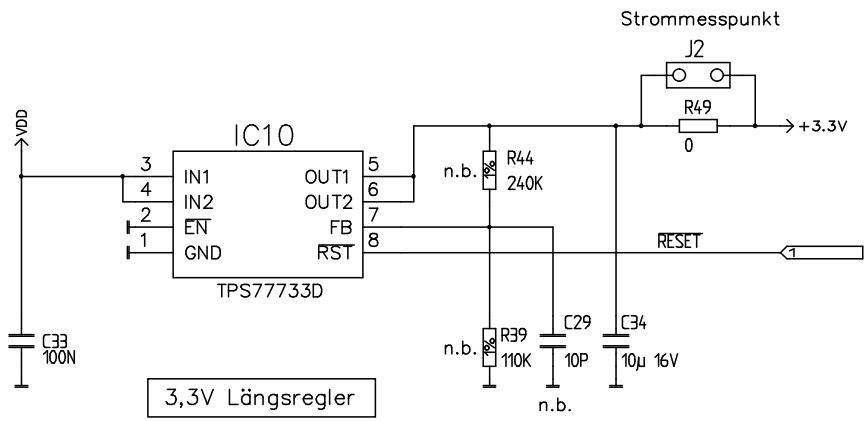 Strommesspunkt
J2
VDD
R49
+3.3V
0
IC10
3
IN1
OUT1
5
n.b.
R44
1%
240K
4
IN2
OUT2
6
2
EN
FB
7
1
GND
RST
8
RESET
1
TPS77733D
C33
100N
n.b.
R39
1%
110K
C29
10P
C34
10µ 16V
n.b.
3,3V Längsregler